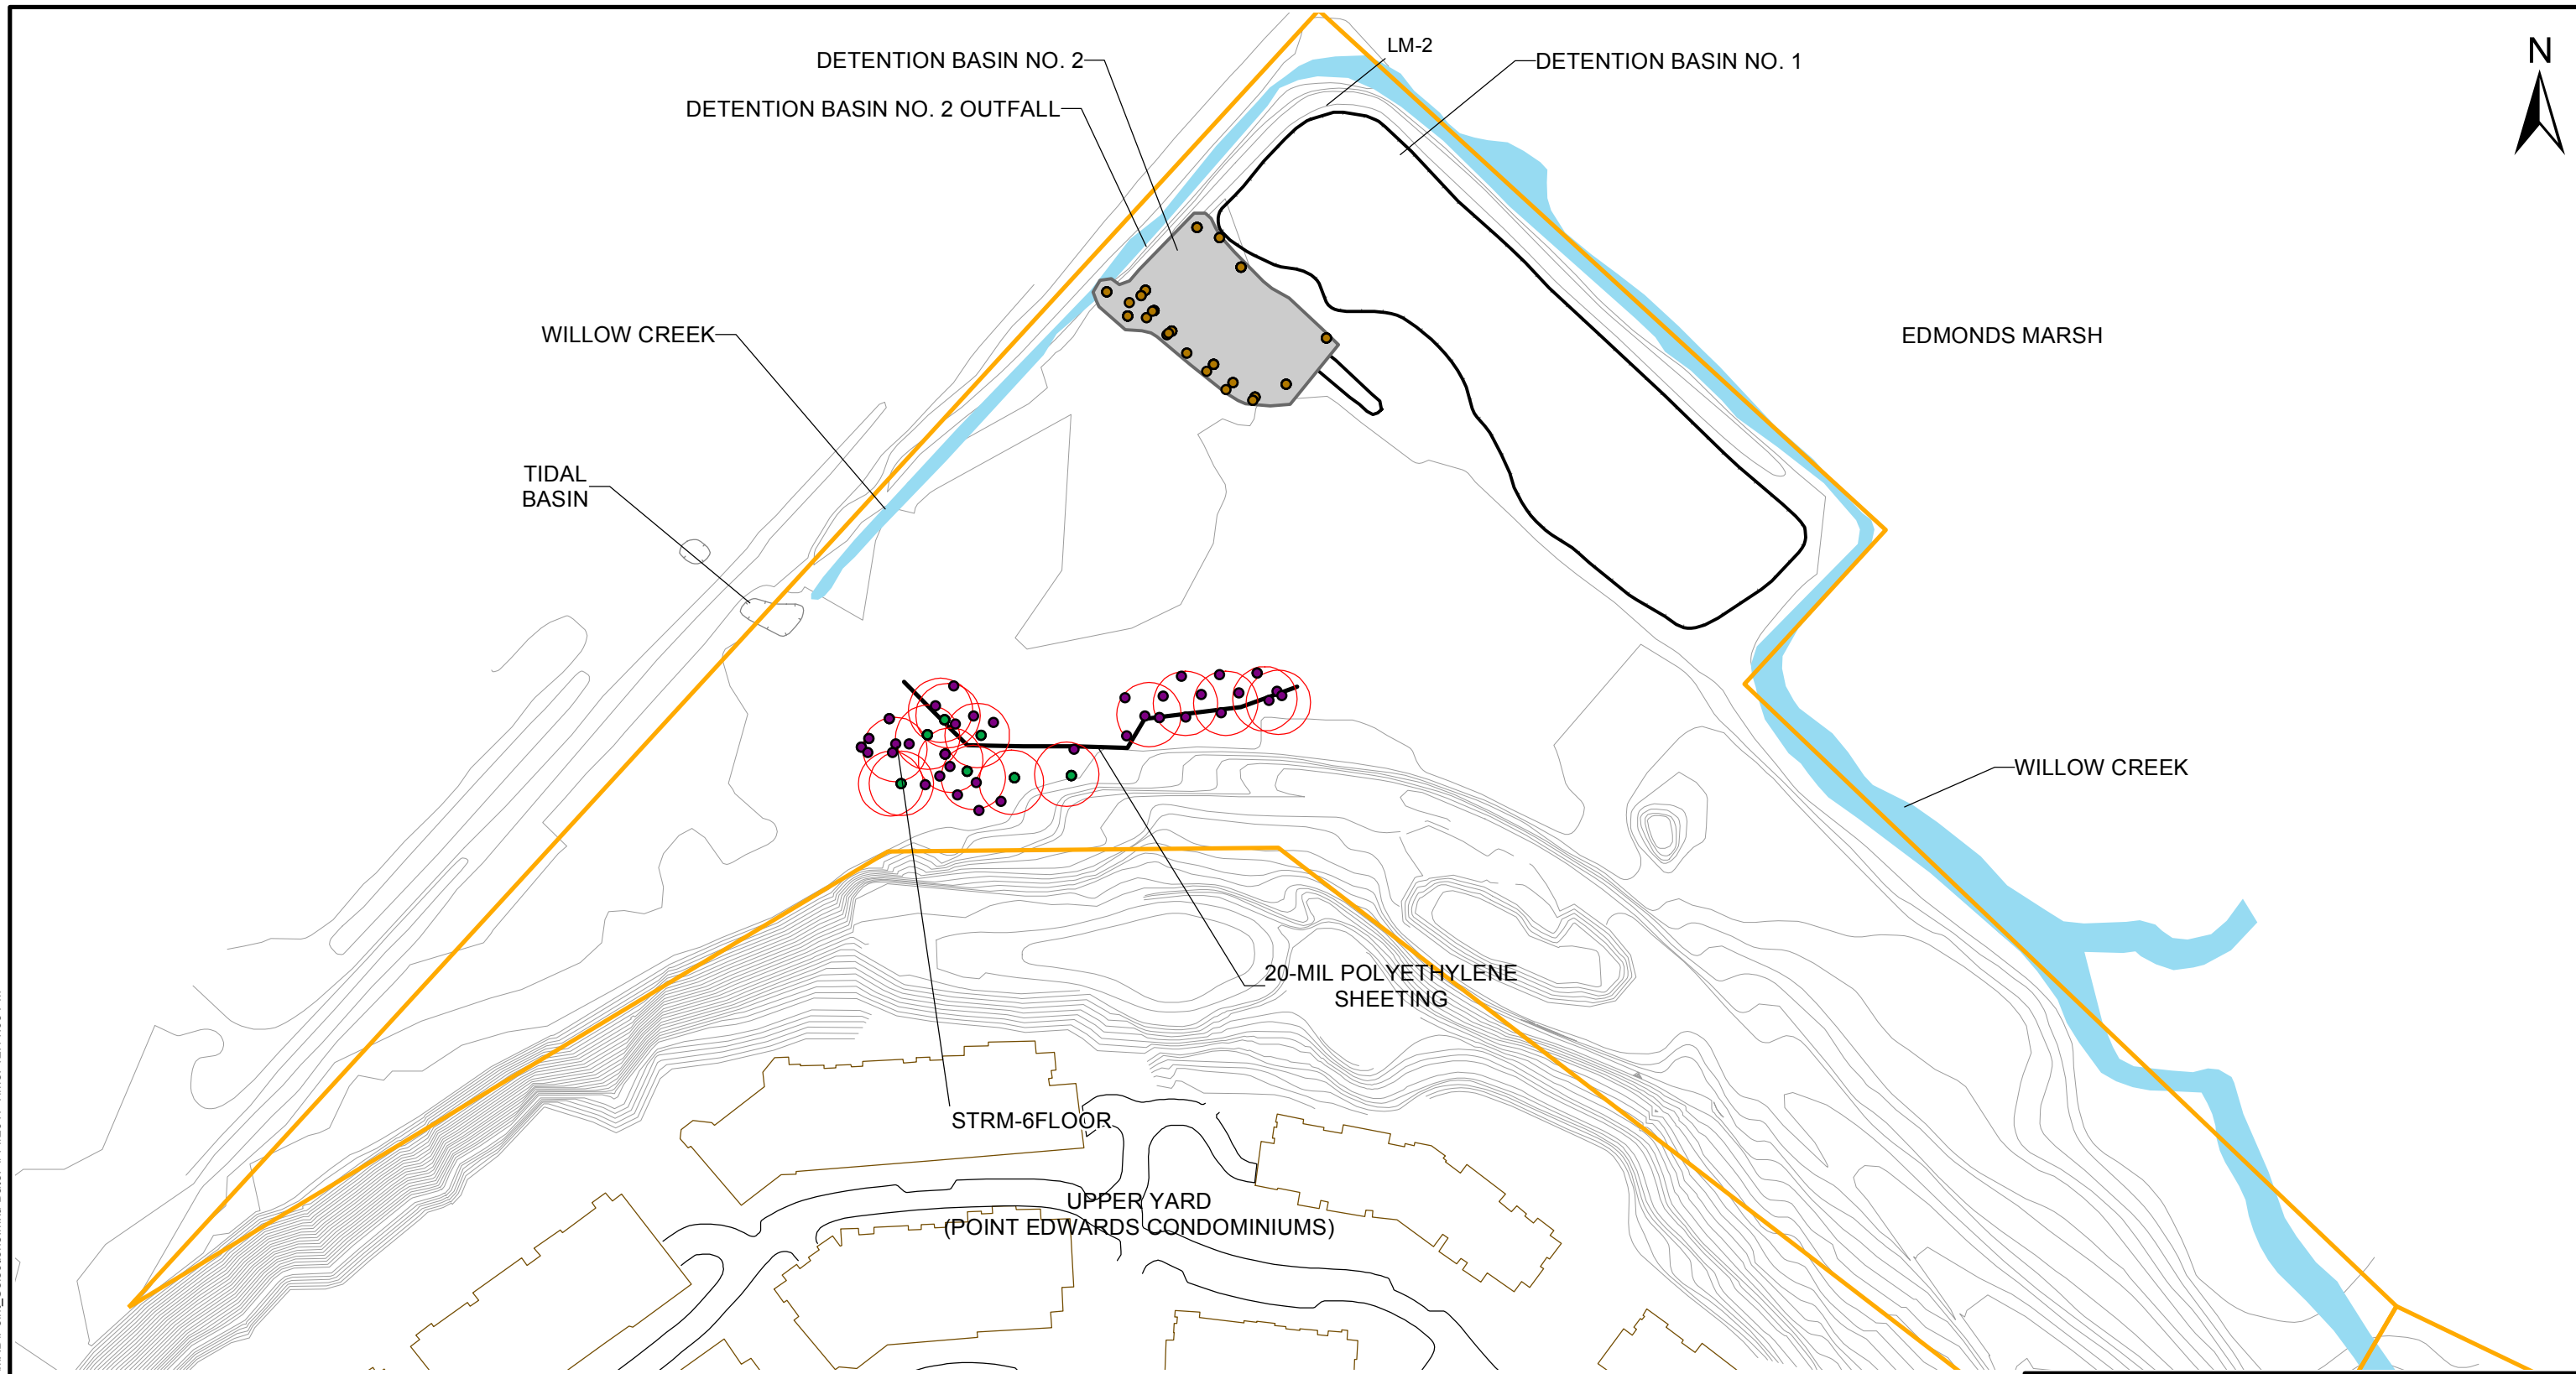 LM-2
N
DETENTION BASIN NO. 2
DETENTION BASIN NO. 1
DETENTION BASIN NO. 2 OUTFALL
WILLOW CREEK
EDMONDS MARSH
TIDAL
BASIN
WILLOW CREEK
20-MIL POLYETHYLENE
SHEETING
STRM-6FLOOR
UPPER YARD
(POINT EDWARDS CONDOMINIUMS)